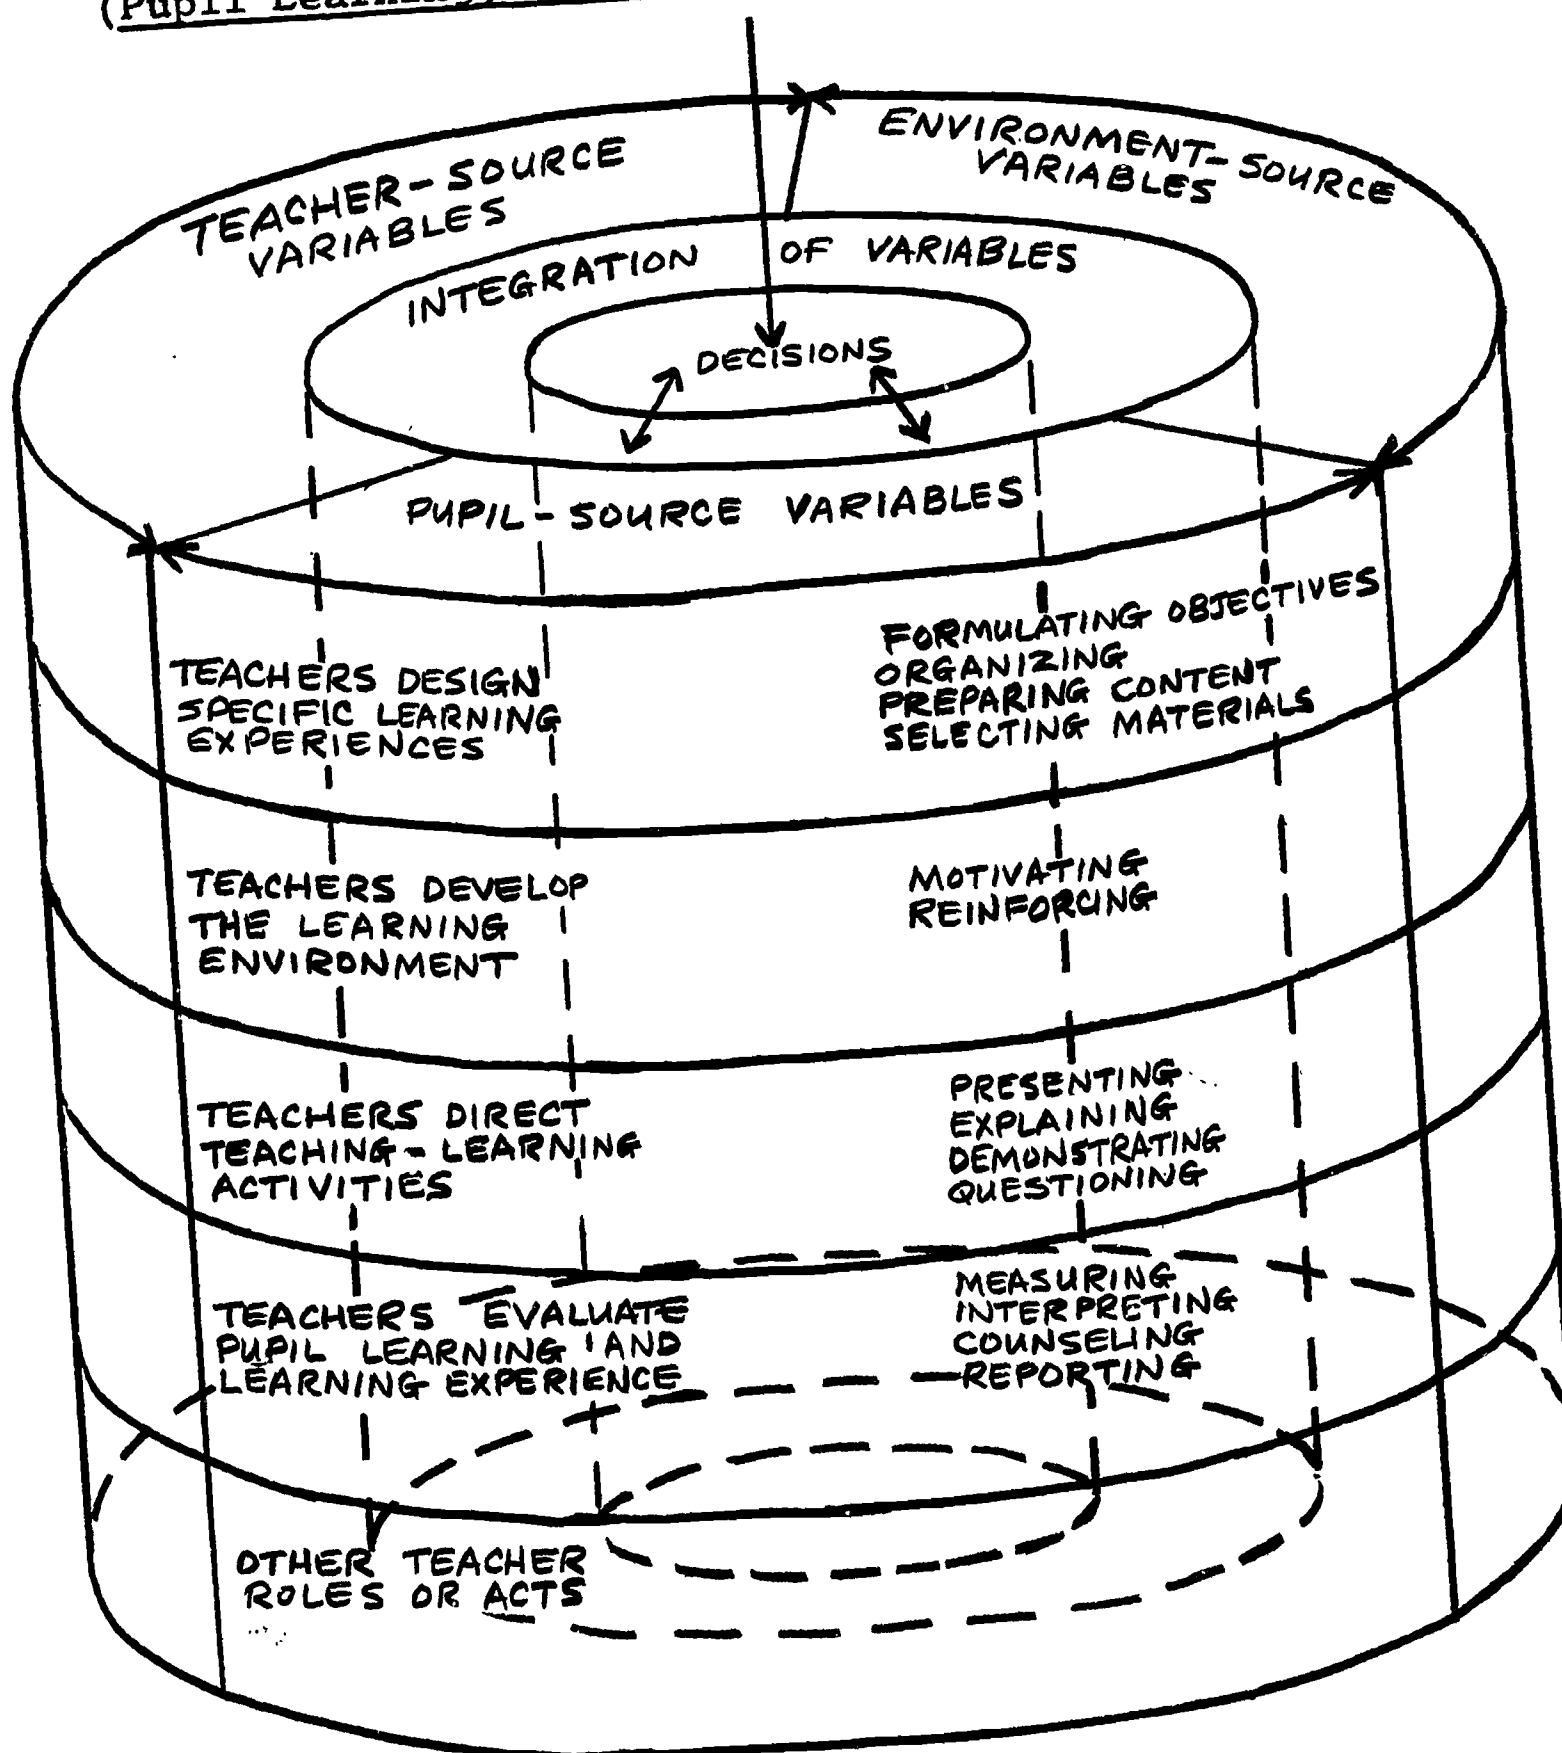 (Pupil Learning)
TEACHER-SOURCE
VARIABLES
ENVIRONMENT-SOURCE
VARIABLES
INTEGRATION OF VARIABLES
DECISIONS
PUPIL-SOURCE VARIABLES
TEACHERS DESIGN
SPECIFIC LEARNING
EXPERIENCES
FORMULATING OBJECTIVES
ORGANIZING
PREPARING CONTENT
SELECTING MATERIALS
TEACHERS DEVELOP
THE LEARNING
ENVIRONMENT
MOTIVATING
REINFORCING
TEACHERS DIRECT
TEACHING-LEARNING
ACTIVITIES
PRESENTING
EXPLAINING
DEMONSTRATING
QUESTIONING
TEACHERS EVALUATE
PUPIL LEARNING AND
LEARNING EXPERIENCE
MEASURING
INTERPRETING
COUNSELING
REPORTING
OTHER TEACHER
ROLES OR ACTS